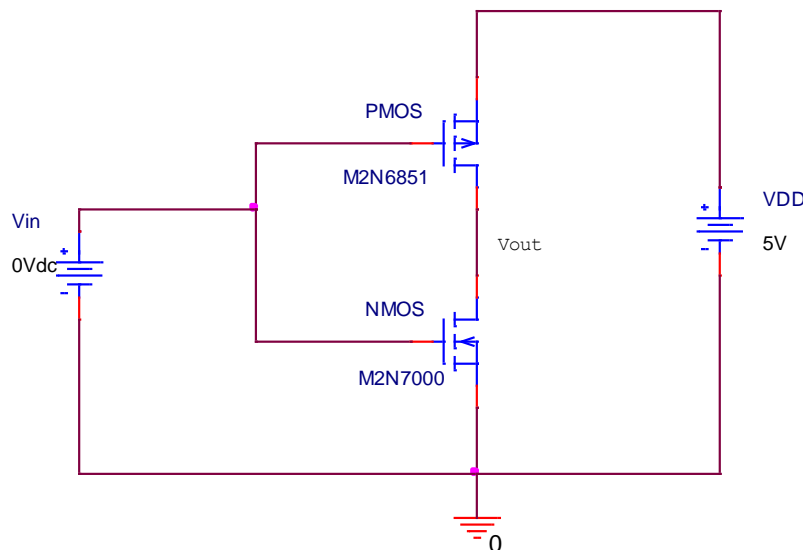 PMOS
M2N6851
Vin
+
0Vdc
-
Vout
+
VDD
5V
-
NMOS
M2N7000
0